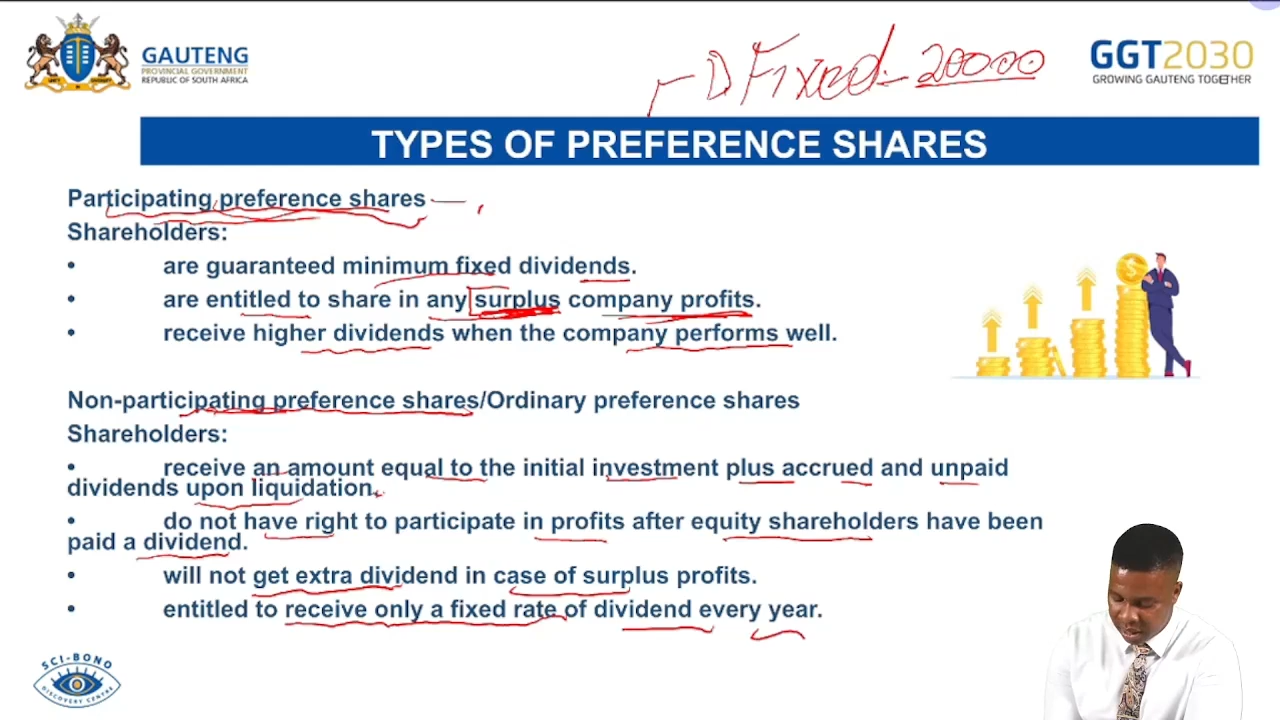 GAUTENG
PROVINCIAL GOVERNMENT
REPUBLIC OF SOUTH AFRICA
D Fixed - 20000
GGT2030
GROWING GAUTENG TOGETHER
TYPES OF PREFERENCE SHARES
Participating preference shares
Shareholders:
• are guaranteed minimum fixed dividends.
• are entitled to share in any surplus company profits.
• receive higher dividends when the company performs well.
Non-participating preference shares/Ordinary preference shares
Shareholders:
• receive an amount equal to the initial investment plus accrued and unpaid
dividends upon liquidation.
• do not have right to participate in profits after equity shareholders have been
paid a dividend.
• will not get extra dividend in case of surplus profits.
• entitled to receive only a fixed rate of dividend every year.
SCI-BONO
DISCOVERY CENTRE